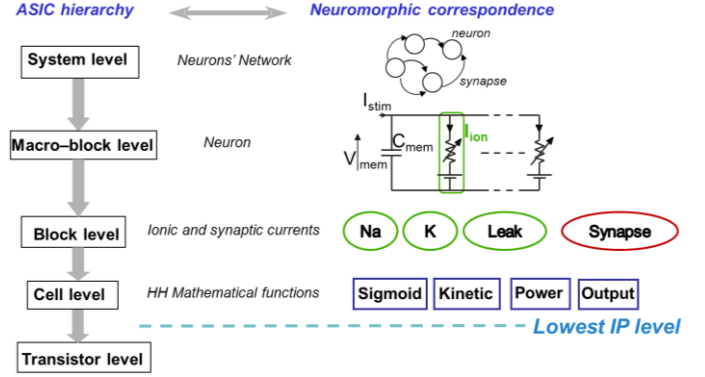 ASIC hierarchy
Neuromorphic correspondence
System level
Neurons' Network
neuron
synapse
Istim
Macro–block level
Neuron
Vmem
Cmem
Iion
Block level
Ionic and synaptic currents
Na
K
Leak
Synapse
Cell level
HH Mathematical functions
Sigmoid
Kinetic
Power
Output
Lowest IP level
Transistor level